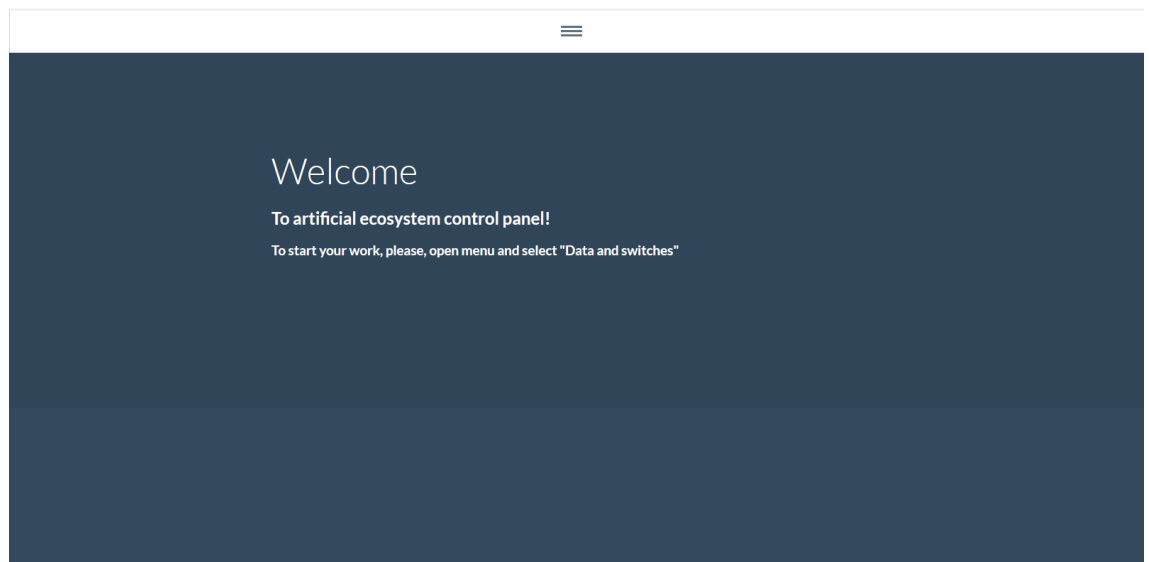 Welcome
To artificial ecosystem control panel!
To start your work, please, open menu and select "Data and switches"